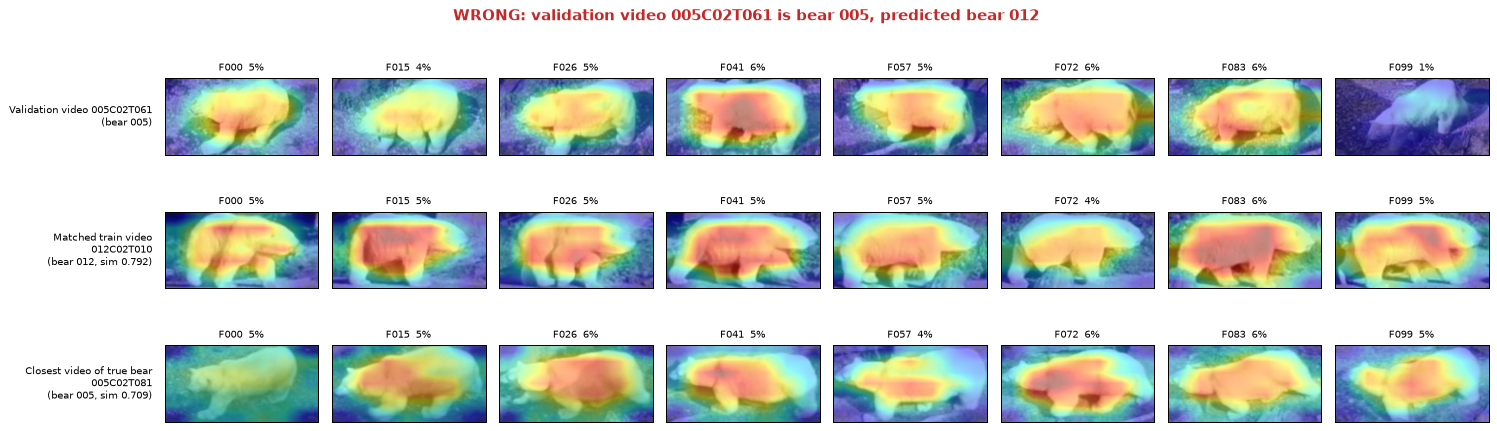 WRONG: validation video 005C02T061 is bear 005, predicted bear 012
F000 5% F015 4% F026 5% F041 6% F057 5% F072 6% F083 6% F099 1%
Validation video 005C02T061
(bear 005)
F000 5% F015 5% F026 5% F041 5% F057 5% F072 4% F083 6% F099 5%
Matched train video
012C02T010
(bear 012, sim 0.792)
F000 5% F015 5% F026 6% F041 5% F057 4% F072 6% F083 6% F099 5%
Closest video of true bear
005C02T081
(bear 005, sim 0.709)